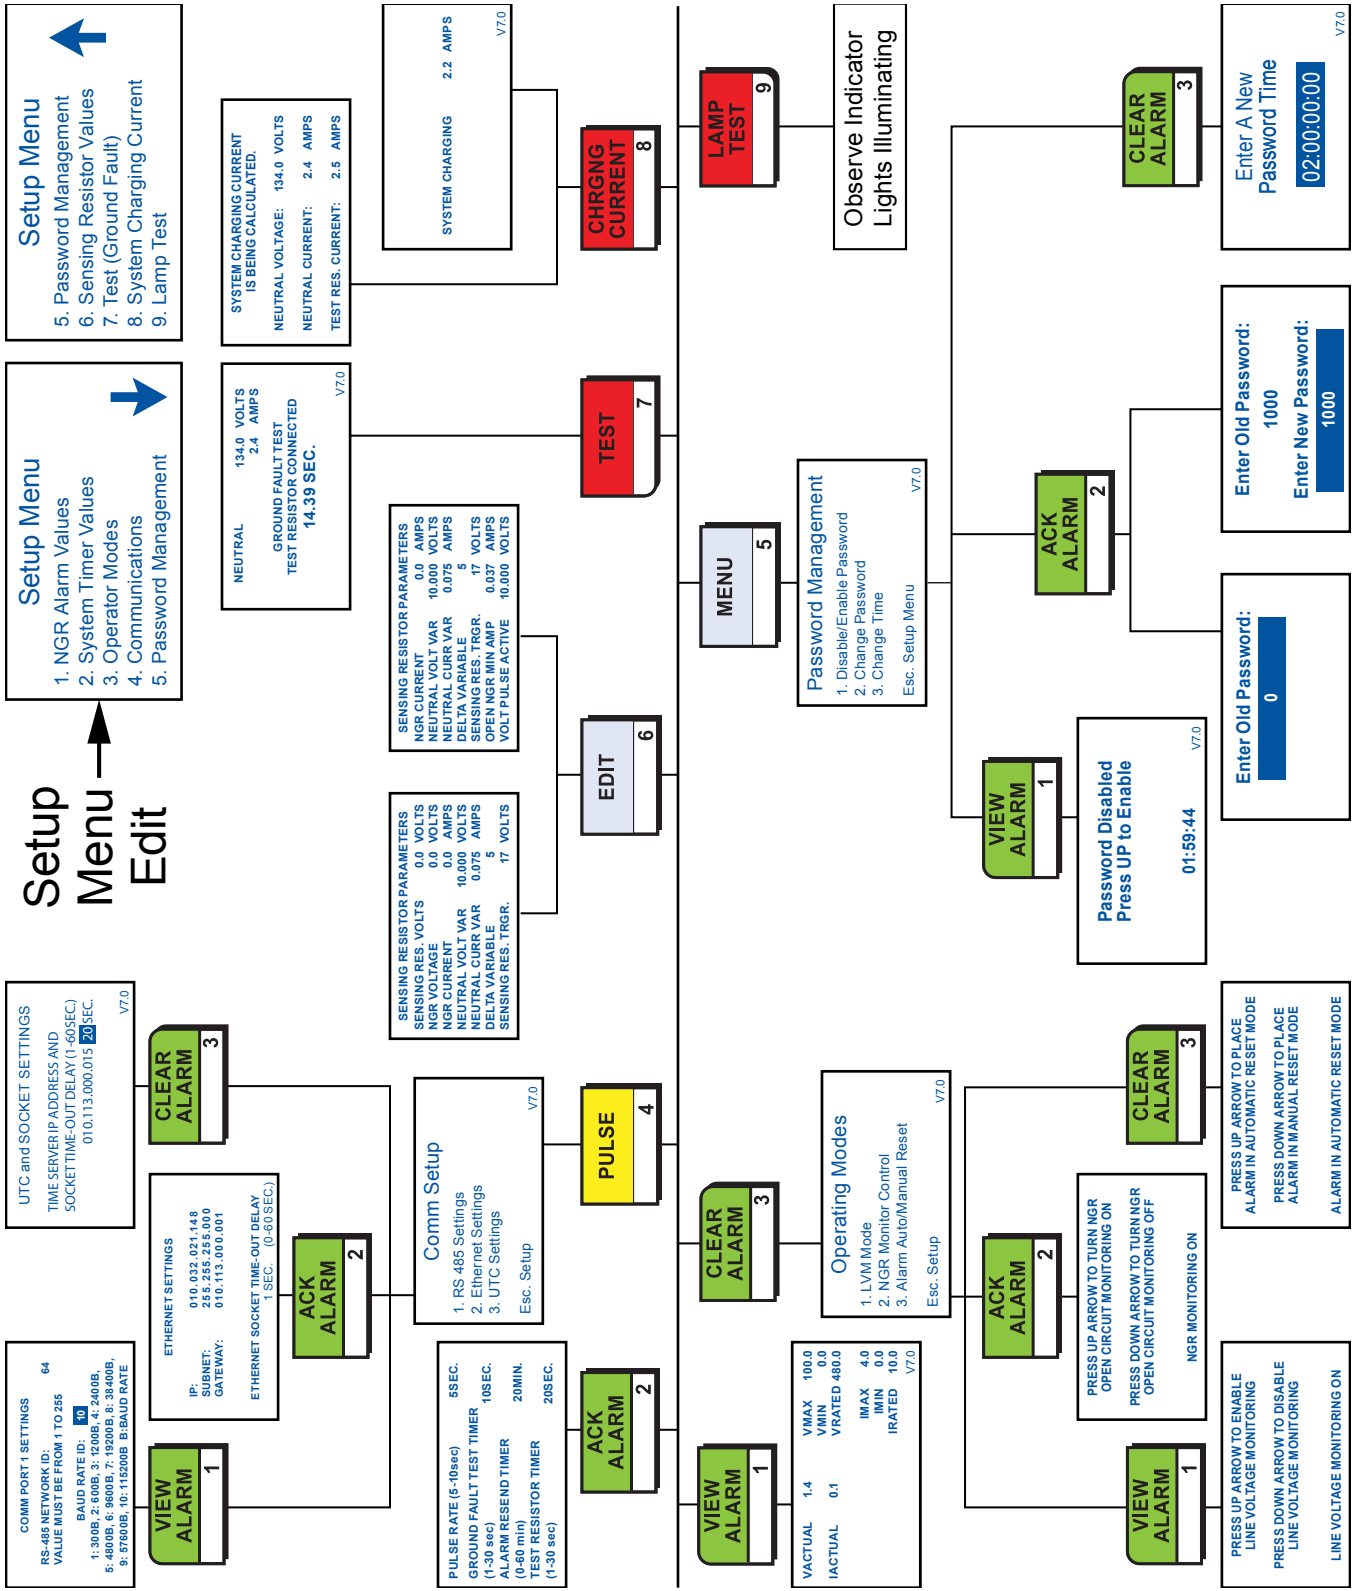 Setup
Menu
Edit
Setup Menu
1. NGR Alarm Values
2. System Timer Values
3. Operator Modes
4. Communications
5. Password Management
Setup Menu
5. Password Management
6. Sensing Resistor Values
7. Test (Ground Fault)
8. System Charging Current
9. Lamp Test
COMM PORT 1 SETTINGS
RS-485 NETWORK ID: 64
VALUE MUST BE FROM 1 TO 255
BAUD RATE ID: 10
1: 300B, 2: 600B, 3: 1200B, 4: 2400B,
5: 4800B, 6: 9600B, 7: 19200B, 8: 38400B,
9: 57600B, 10: 115200B B:BAUD RATE
VIEW
ALARM
1
ETHERNET SETTINGS
IP: 010.032.021.148
SUBNET: 255.255.255.000
GATEWAY: 010.113.000.001
ETHERNET SOCKET TIME-OUT DELAY
1 SEC. (0-60 SEC.)
ACK
ALARM
2
UTC and SOCKET SETTINGS
TIME SERVER IP ADDRESS AND
SOCKET TIME-OUT DELAY (1-60 SEC.)
010.113.000.015 20 SEC.
V7.0
CLEAR
ALARM
3
Comm Setup
1. RS 485 Settings
2. Ethernet Settings
3. UTC Settings
Esc. Setup
V7.0
PULSE
4
PULSE RATE (5-10sec) 5SEC.
GROUND FAULT TEST TIMER
(1-30 sec) 10SEC.
ALARM RESEND TIMER
(0-60 min) 20MIN.
TEST RESISTOR TIMER
(1-30 sec) 20SEC.
ACK
ALARM
2
SENSING RESISTOR PARAMETERS
SENSING RES. VOLTS 0.0 VOLTS
NGR VOLTAGE 0.0 VOLTS
NGR CURRENT 0.0 AMPS
NEUTRAL VOLT VAR 10.000 VOLTS
NEUTRAL CURR VAR 0.075 AMPS
DELTA VARIABLE 5
SENSING RES. TRGR. 17 VOLTS
SENSING RESISTOR PARAMETERS
NGR CURRENT 0.0 AMPS
NEUTRAL VOLT VAR 10.000 VOLTS
NEUTRAL CURR VAR 0.075 AMPS
DELTA VARIABLE 5
SENSING RES. TRGR. 17 VOLTS
OPEN NGR MIN AMP 0.037 AMPS
VOLT PULSE ACTIVE 10.000 VOLTS
EDIT
6
NEUTRAL 134.0 VOLTS
2.4 AMPS
GROUND FAULT TEST
TEST RESISTOR CONNECTED
14.39 SEC.
V7.0
TEST
7
SYSTEM CHARGING CURRENT
IS BEING CALCULATED.
NEUTRAL VOLTAGE: 134.0 VOLTS
NEUTRAL CURRENT: 2.4 AMPS
TEST RES. CURRENT: 2.5 AMPS
SYSTEM CHARGING 2.2 AMPS
V7.0
CHRGNG
CURRENT
8
VIEW
ALARM
1
VACTUAL 1.4 VMAX 100.0
VMIN 0.0
VRATED 480.0
IACTUAL 0.1 IMAX 4.0
IMIN 0.0
IRATED 10.0
V7.0
CLEAR
ALARM
3
Operating Modes
1. LVM Mode
2. NGR Monitor Control
3. Alarm Auto/Manual Reset
Esc. Setup
V7.0
VIEW
ALARM
1
PRESS UP ARROW TO ENABLE
LINE VOLTAGE MONITORING
PRESS DOWN ARROW TO DISABLE
LINE VOLTAGE MONITORING
LINE VOLTAGE MONITORING ON
ACK
ALARM
2
PRESS UP ARROW TO TURN NGR
OPEN CIRCUIT MONITORING ON
PRESS DOWN ARROW TO TURN NGR
OPEN CIRCUIT MONITORING OFF
NGR MONITORING ON
CLEAR
ALARM
3
PRESS UP ARROW TO PLACE
ALARM IN AUTOMATIC RESET MODE
PRESS DOWN ARROW TO PLACE
ALARM IN MANUAL RESET MODE
ALARM IN AUTOMATIC RESET MODE
MENU
5
Password Management
1. Disable/Enable Password
2. Change Password
3. Change Time
Esc. Setup Menu
V7.0
VIEW
ALARM
1
Password Disabled
Press UP to Enable
01:59:44
V7.0
ACK
ALARM
2
Enter Old Password:
0
Enter Old Password:
1000
Enter New Password:
1000
CLEAR
ALARM
3
Enter A New
Password Time
02:00:00:00
V7.0
LAMP
TEST
9
Observe Indicator
Lights Illuminating